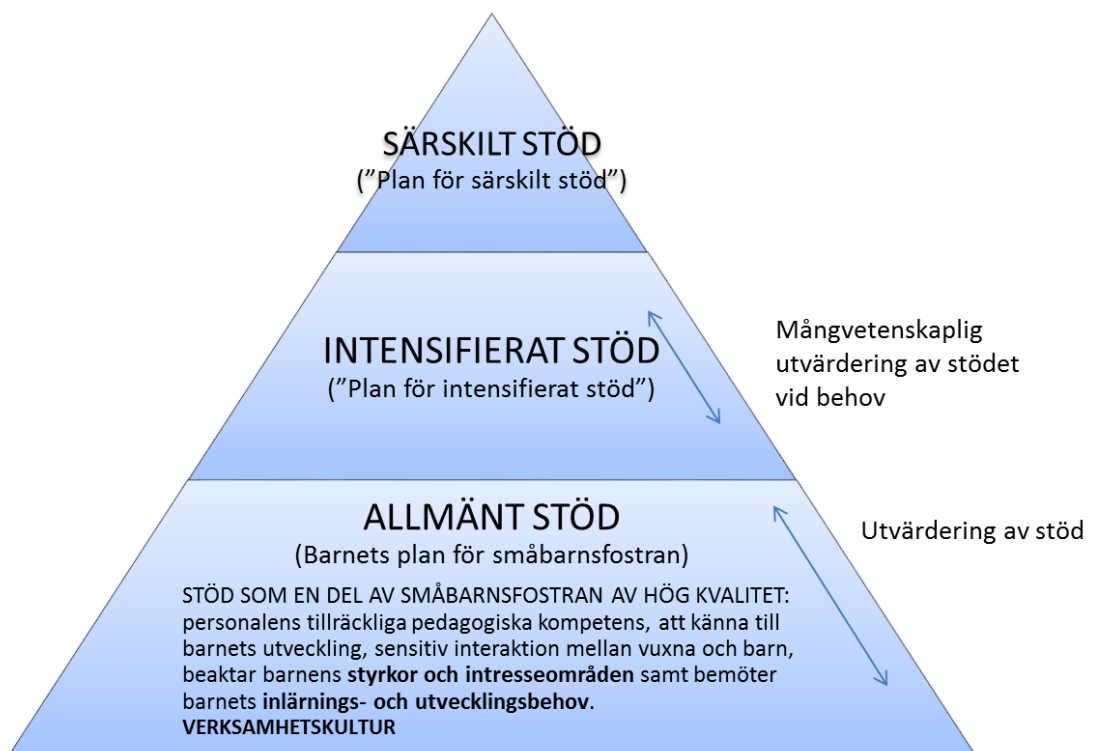 SÄRSKILT STÖD
(”Plan för särskilt stöd”)
INTENSIFIERAT STÖD
(”Plan för intensifierat stöd”)
Mångvetenskaplig
utvärdering av stödet
vid behov
ALLMÄNT STÖD
(Barnets plan för småbarnsfostran)
Utvärdering av stöd
STÖD SOM EN DEL AV SMÅBARNSFOSTRAN AV HÖG KVALITET:
personalens tillräckliga pedagogiska kompetens, att känna till
barnets utveckling, sensitiv interaktion mellan vuxna och barn,
beaktar barnens styrkor och intresseområden samt bemöter
barnets inlärnings- och utvecklingsbehov.
VERKSAMHETSKULTUR